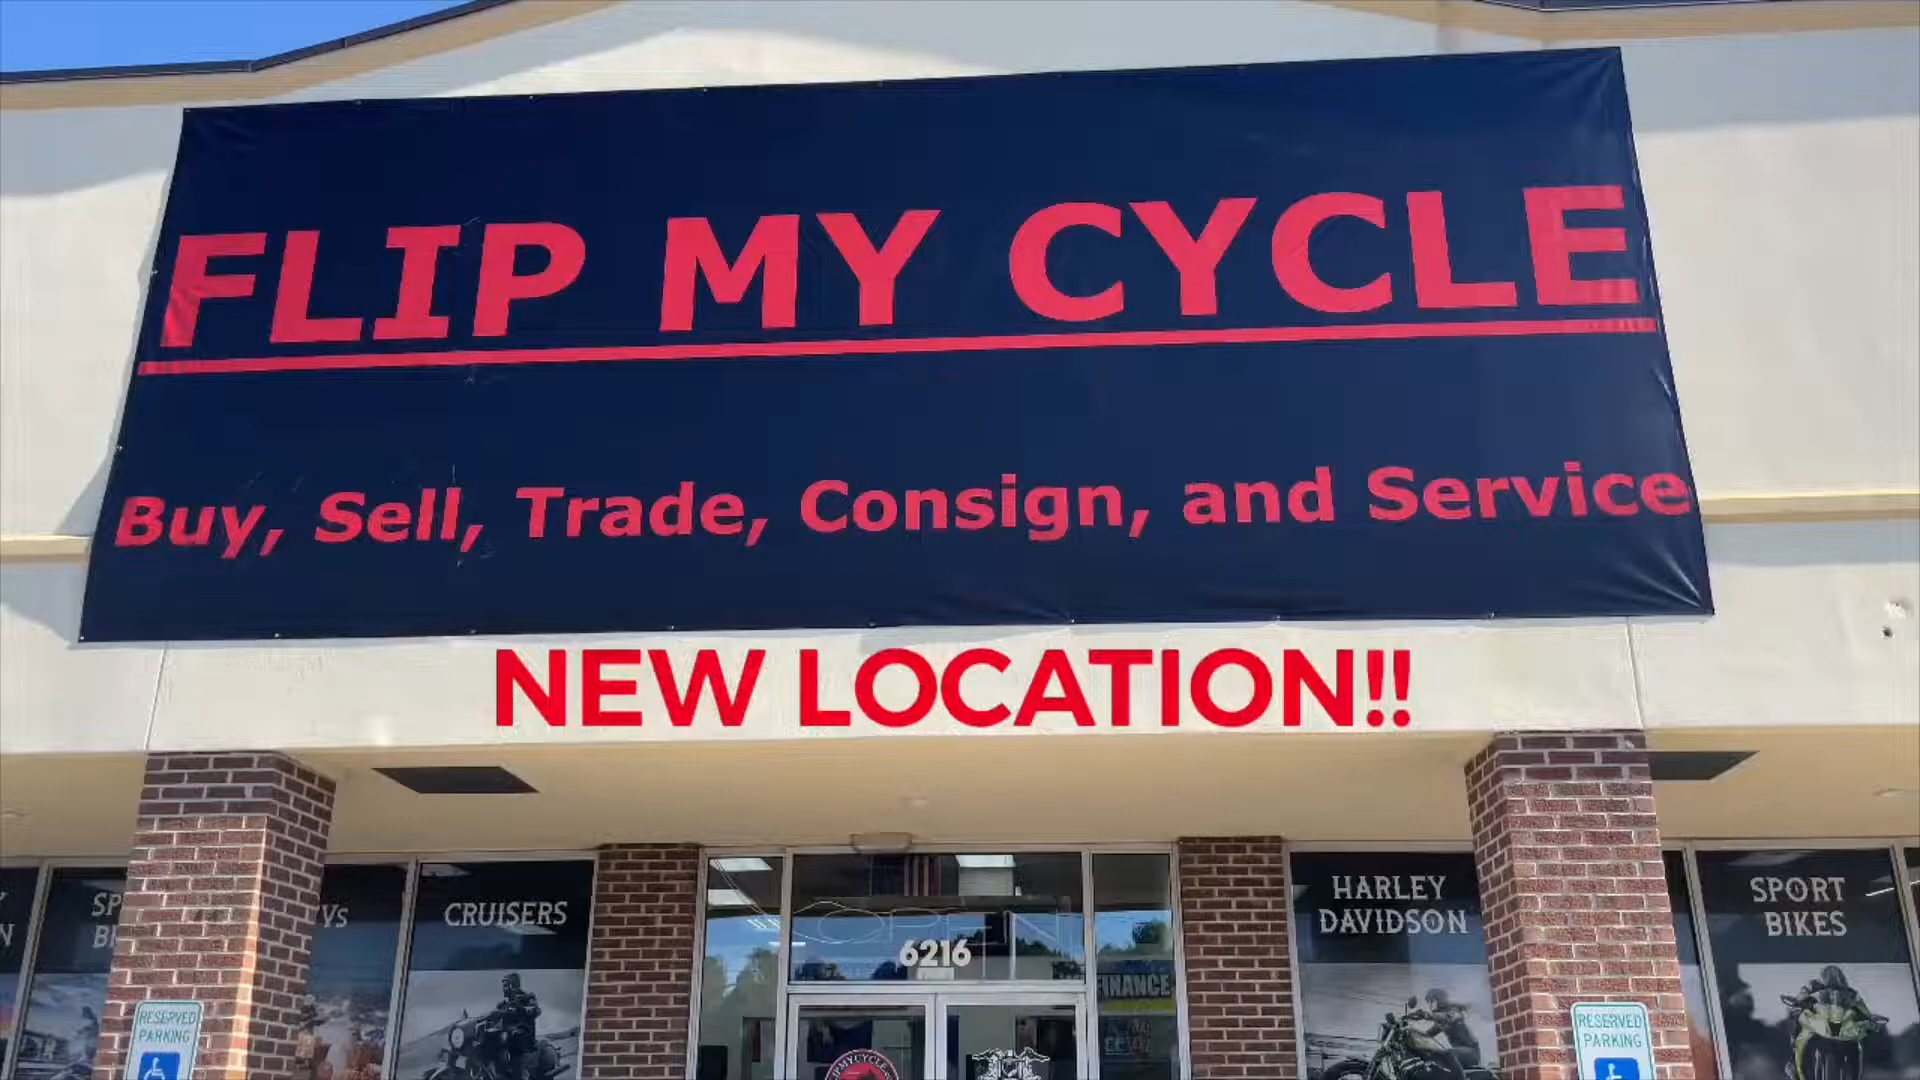 FLIP MY CYCLE
Buy, Sell, Trade, Consign, and Service
NEW LOCATION!!
CRUISERS
OPEN
6216
FINANCE
HARLEY
DAVIDSON
SPORT
BIKES
RESERVED
PARKING
RESERVED
PARKING